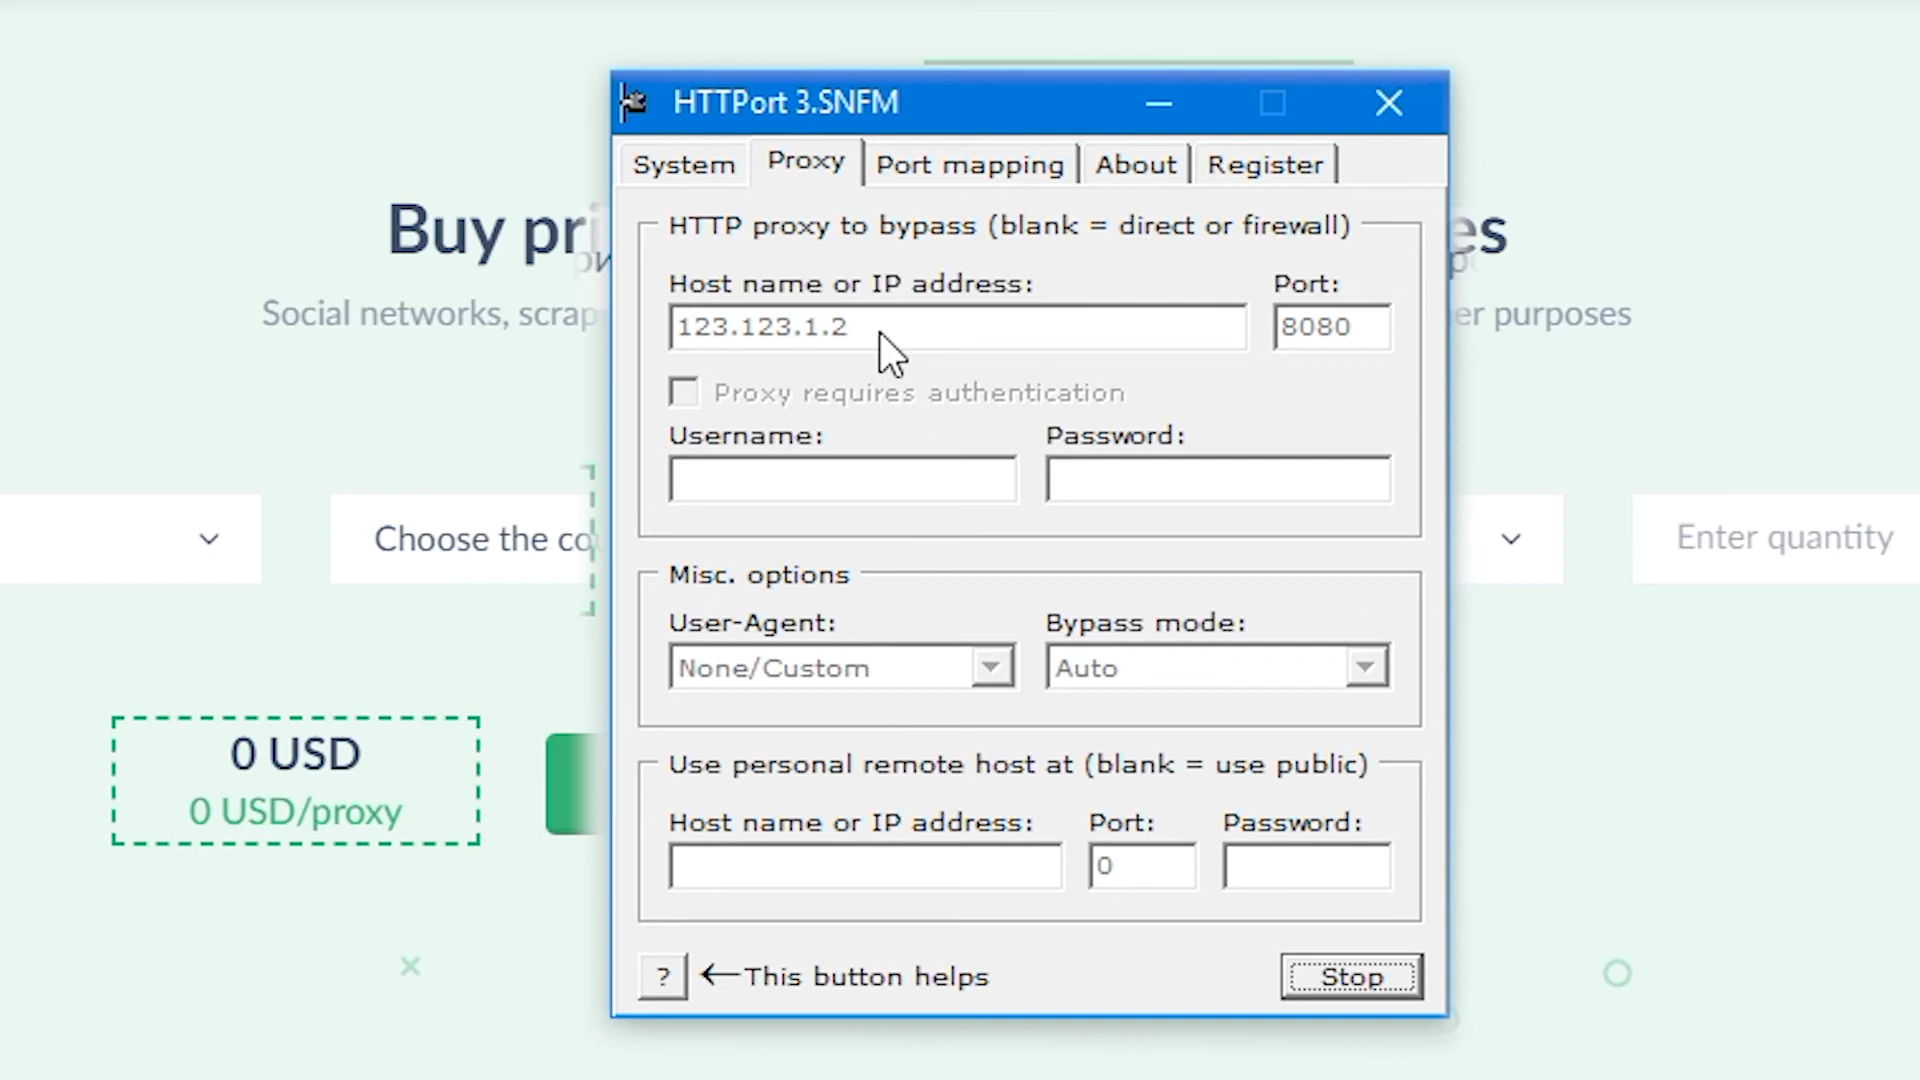 HTTPort 3.SNFM
System Proxy Port mapping About Register
HTTP proxy to bypass (blank = direct or firewall)
Host name or IP address: Port:
123.123.1.2 8080
Proxy requires authentication
Username: Password:
Misc. options
User-Agent: Bypass mode:
None/Custom Auto
Use personal remote host at (blank = use public)
Host name or IP address: Port: Password:
0
? ←This button helps Stop
Buy pri es
Social networks, scrap er purposes
Choose the co Enter quantity
0 USD
0 USD/proxy